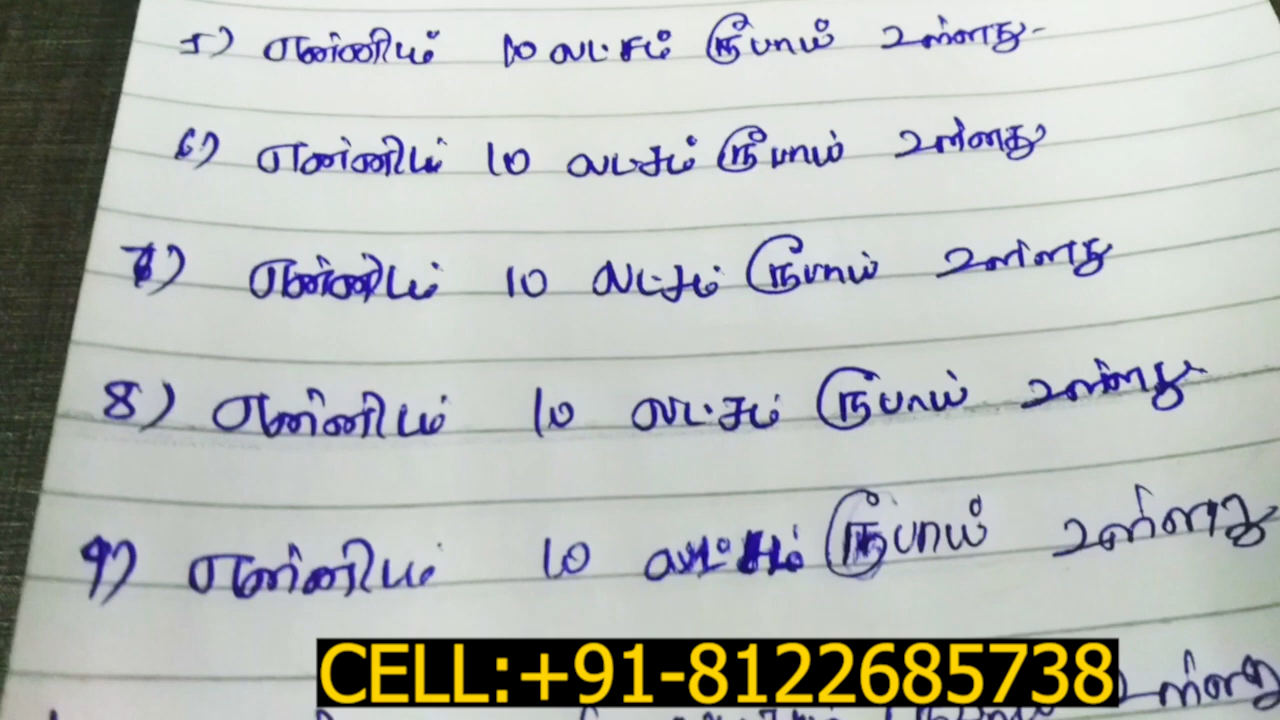 5) என்னிடம் 10 லட்சம் ரூபாய் உள்ளது-
6) என்னிடம் 10 லட்சம் ரூபாய் உள்ளது
7) என்னிடம் 10 லட்சம் ரூபாய் உள்ளது
8) என்னிடம் 10 லட்சம் ரூபாய் உள்ளது
9) என்னிடம் 10 லட்சம் ரூபாய் உள்ளது
உள்ளது
CELL:+91-8122685738